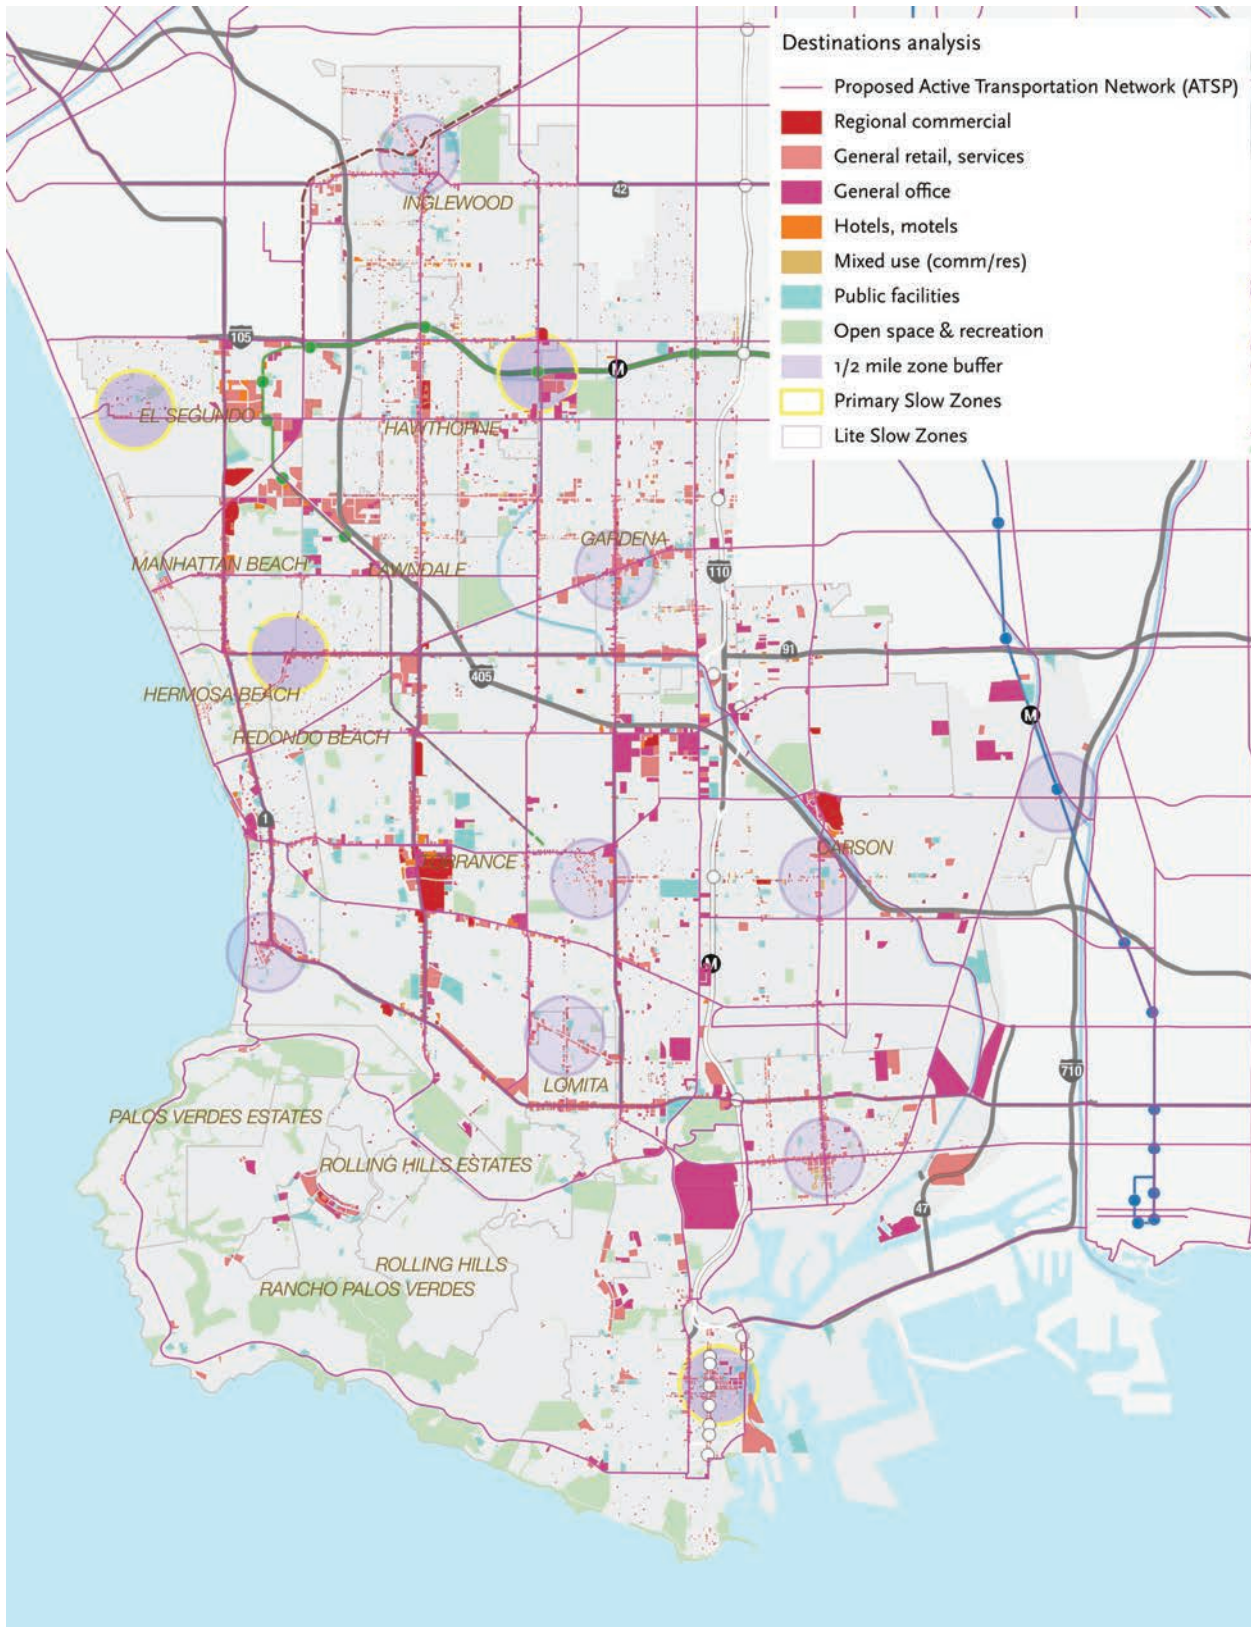 Destinations analysis
Proposed Active Transportation Network (ATSP)
Regional commercial
General retail, services
General office
Hotels, motels
Mixed use (comm/res)
Public facilities
Open space & recreation
1/2 mile zone buffer
Primary Slow Zones
Lite Slow Zones
INGLEWOOD
42
105
M
EL SEGUNDO
HAWTHORNE
GARDENA
MANHATTAN BEACH
LAWNDALE
110
91
405
HERMOSA BEACH
M
REDONDO BEACH
1
CARSON
TORRANCE
M
710
LOMITA
PALOS VERDES ESTATES
ROLLING HILLS ESTATES
47
ROLLING HILLS
RANCHO PALOS VERDES